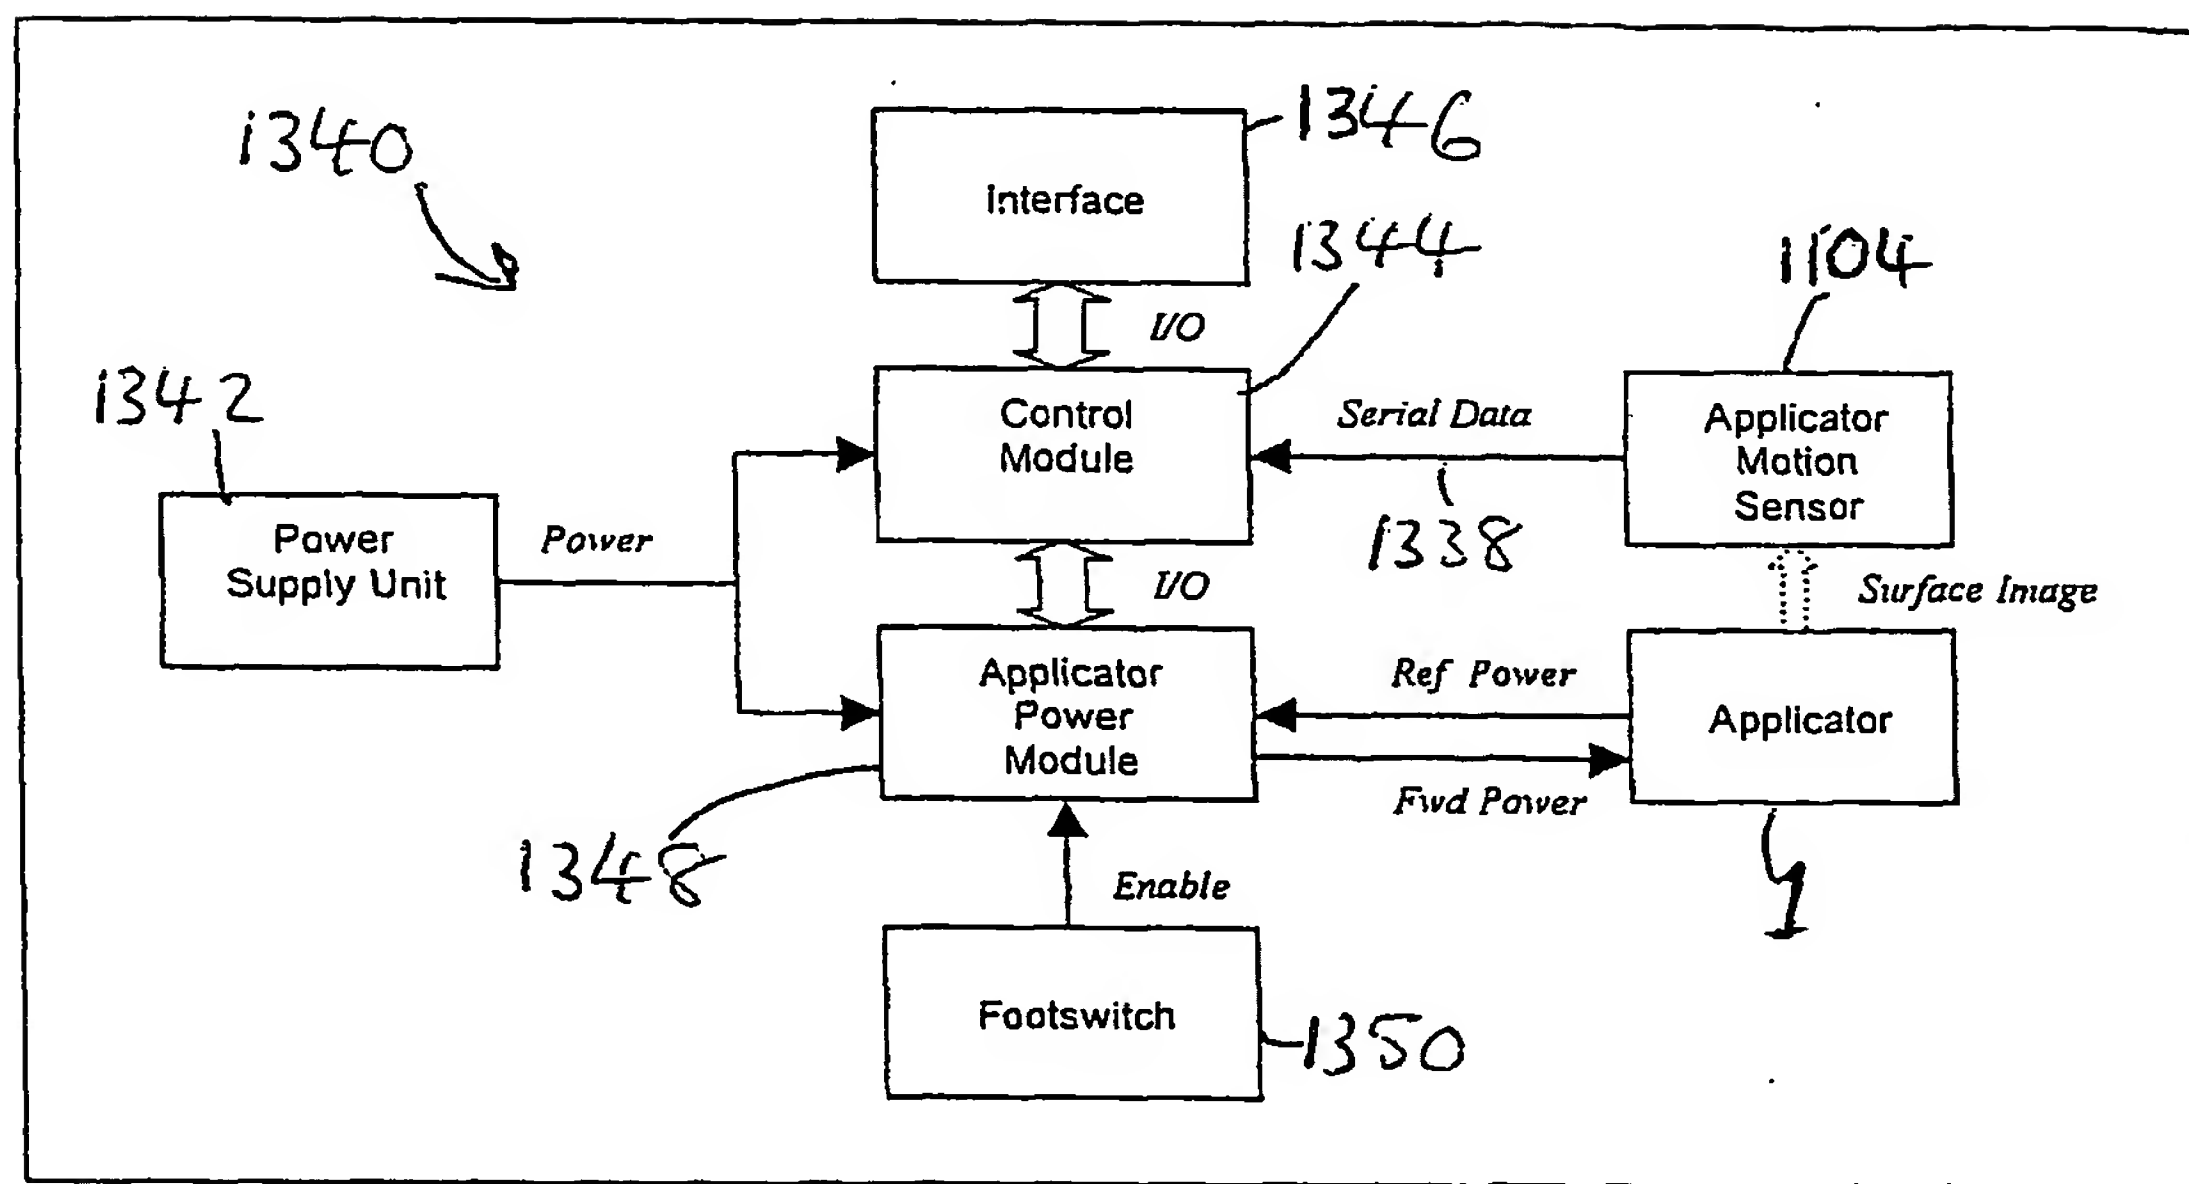 1340
1346
Interface
1344
I/O
1104
1342
Control
Module
Serial Data
1338
Applicator
Motion
Sensor
Power
Supply Unit
Power
I/O
Surface Image
Applicator
Power
Module
Ref Power
Fwd Power
Applicator
1
1348
Enable
Footswitch
1350